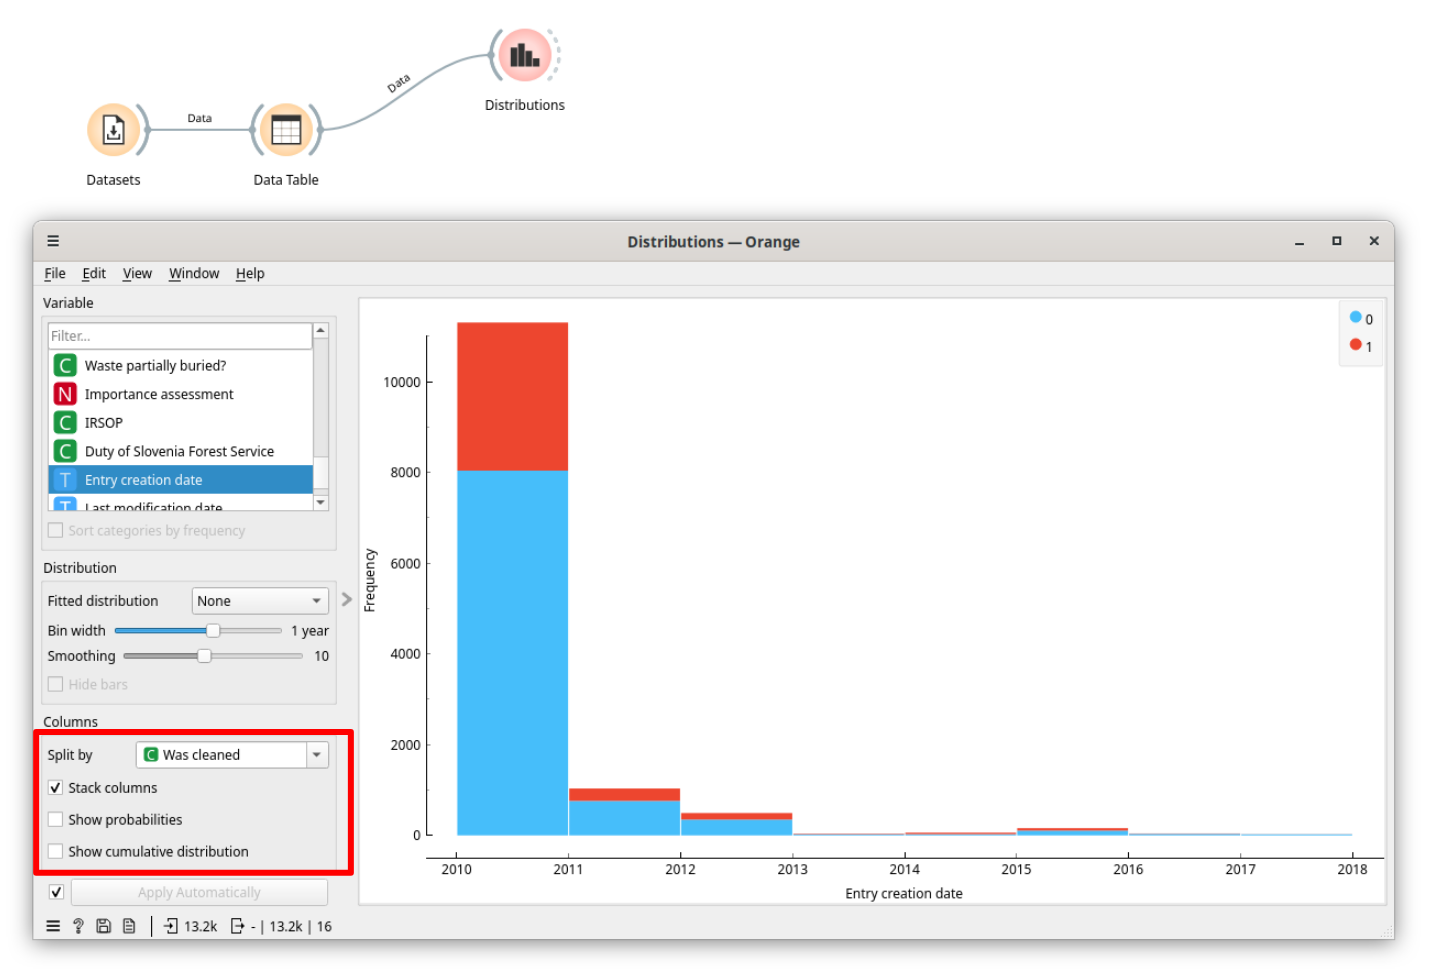 Data
Data
Distributions
Datasets
Data Table
Distributions — Orange
File Edit View Window Help
Variable
Filter...
C Waste partially buried?
N Importance assessment
C IRSOP
C Duty of Slovenia Forest Service
T Entry creation date
T Last modification date
Sort categories by frequency
Distribution
Fitted distribution None
Bin width 1 year
Smoothing 10
Hide bars
Columns
Split by C Was cleaned
Stack columns
Show probabilities
Show cumulative distribution
Apply Automatically
? 13.2k - | 13.2k | 16
0
1
Frequency
10000
8000
6000
4000
2000
0
2010 2011 2012 2013 2014 2015 2016 2017 2018
Entry creation date